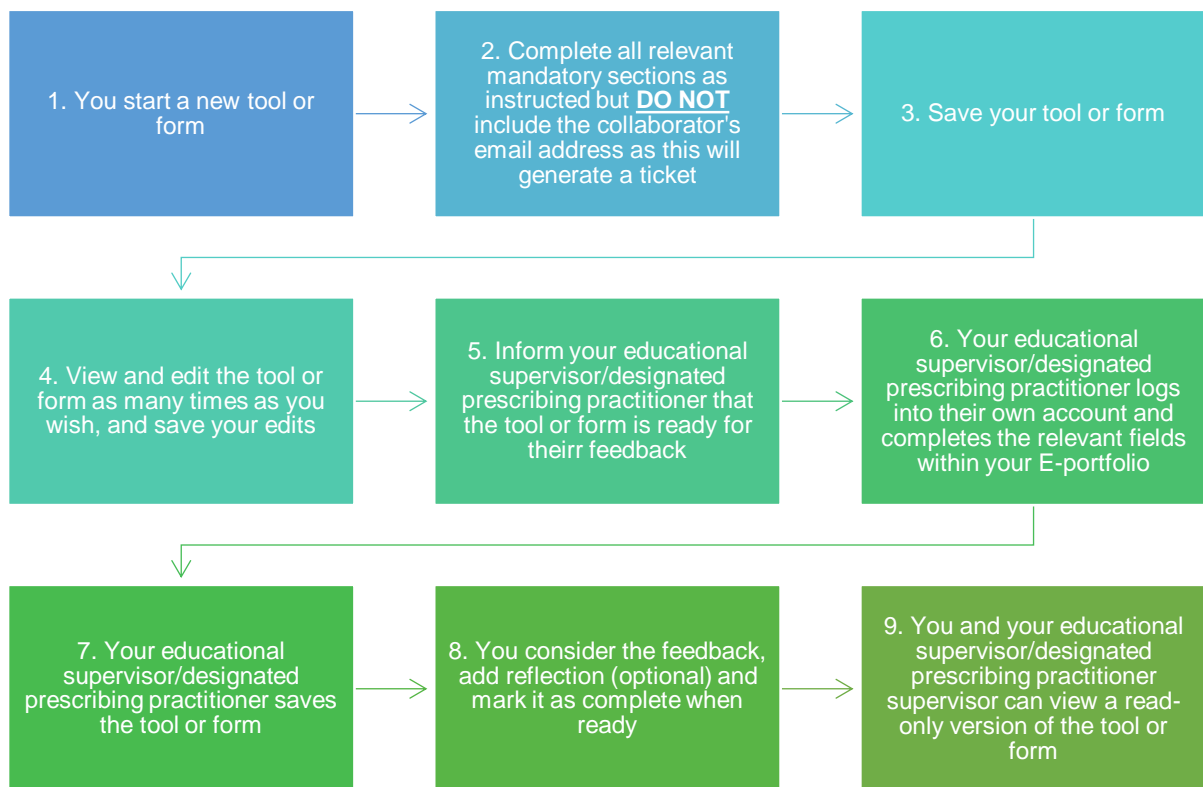 1. You start a new tool or
form
2. Complete all relevant
mandatory sections as
instructed but DO NOT
include the collaborator's
email address as this will
generate a ticket
3. Save your tool or form
4. View and edit the tool or
form as many times as you
wish, and save your edits
5. Inform your educational
supervisor/designated
prescribing practitioner that
the tool or form is ready for
theirr feedback
6. Your educational
supervisor/designated
prescribing practitioner logs
into their own account and
completes the relevant fields
within your E-portfolio
7. Your educational
supervisor/designated
prescribing practitioner saves
the tool or form
8. You consider the feedback,
add reflection (optional) and
mark it as complete when
ready
9. You and your educational
supervisor/designated
prescribing practitioner
supervisor can view a read-
only version of the tool or
form